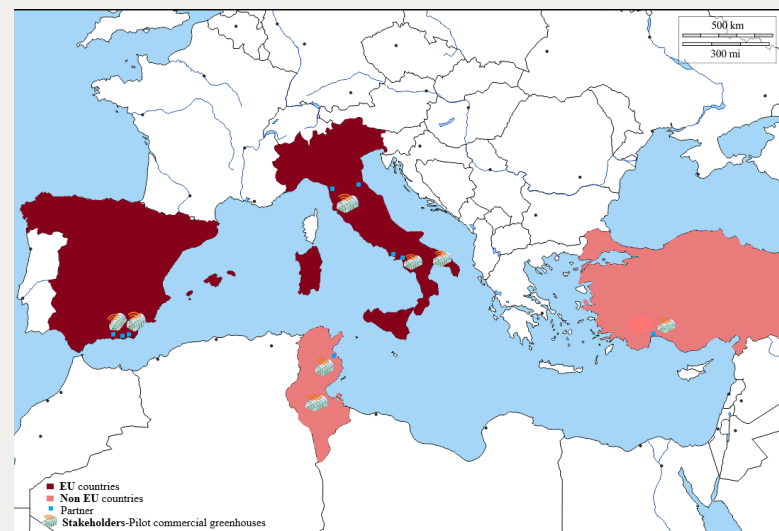 500 km
300 mi
EU countries
Non EU countries
Partner
Stakeholders-Pilot commercial greenhouses